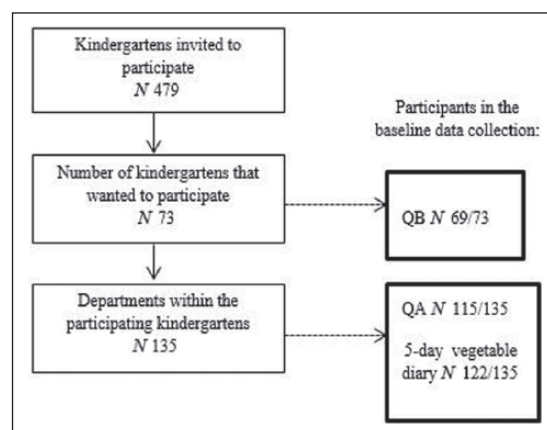 Kindergartens invited to
participate
N 479
Participants in the
baseline data collection:
Number of kindergartens that
wanted to participate
N 73
QB N 69/73
Departments within the
participating kindergartens
N 135
QA N 115/135
5-day vegetable
diary N 122/135